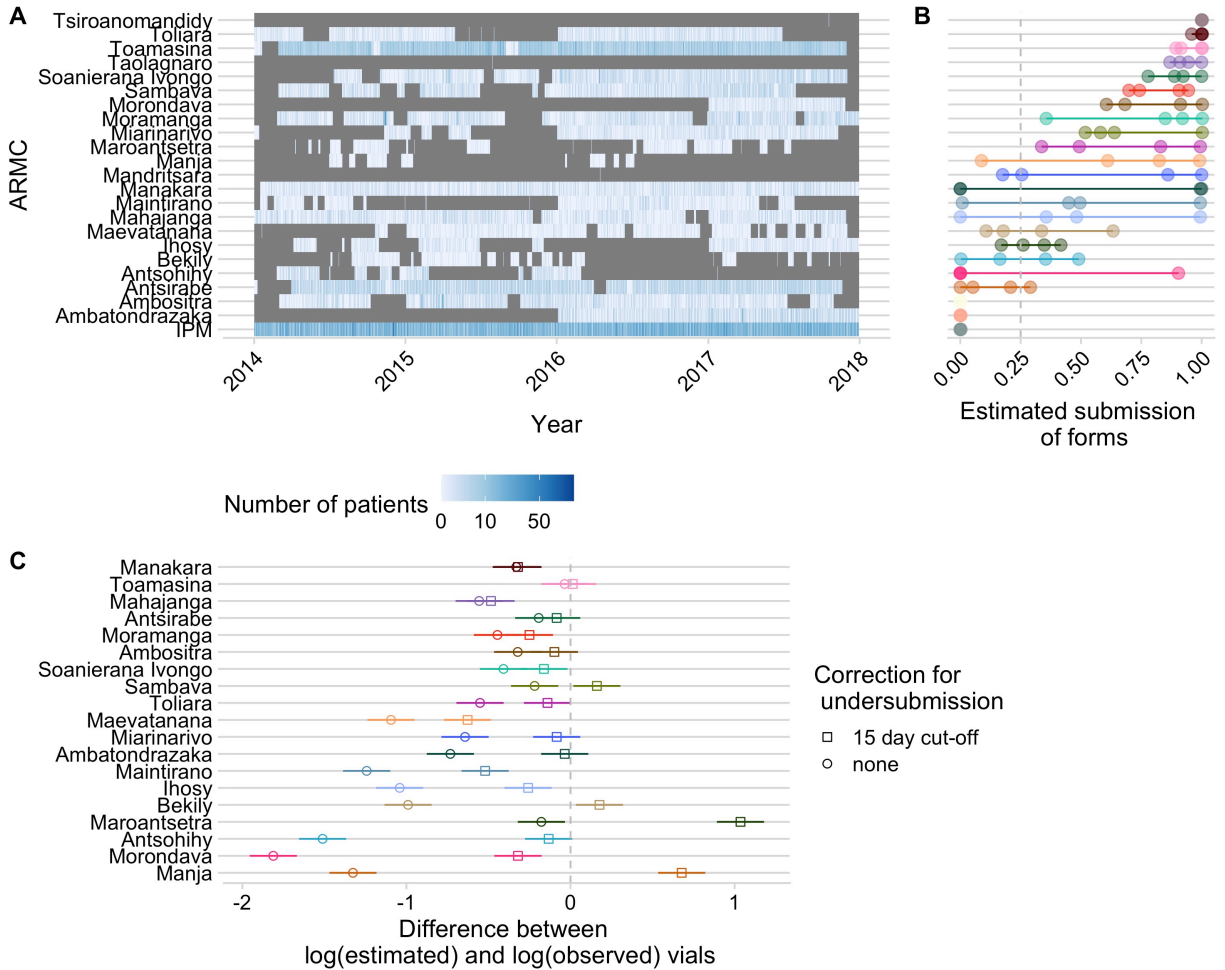 A
Tsiroanomandidy
Toliara
Toamasina
Taolagnaro
Soanierana Ivongo
Sambava
Morondava
Moramanga
Miarinarivo
Maroantsetra
Manja
Mandritsara
Manakara
Maintirano
Mahajanga
Maevatanana
Ihosy
Bekily
Antsohihy
Antsirabe
Ambositra
Ambatondrazaka
IPM
ARMC
2014
2015
2016
2017
2018
Year
Number of patients
0 10 50
B
0.00
0.25
0.50
0.75
1.00
Estimated submission
of forms
C
Manakara
Toamasina
Mahajanga
Antsirabe
Moramanga
Ambositra
Soanierana Ivongo
Sambava
Toliara
Maevatanana
Miarinarivo
Ambatondrazaka
Maintirano
Ihosy
Bekily
Maroantsetra
Antsohihy
Morondava
Manja
-2 -1 0 1
Difference between
log(estimated) and log(observed) vials
Correction for
undersubmission
15 day cut-off
none